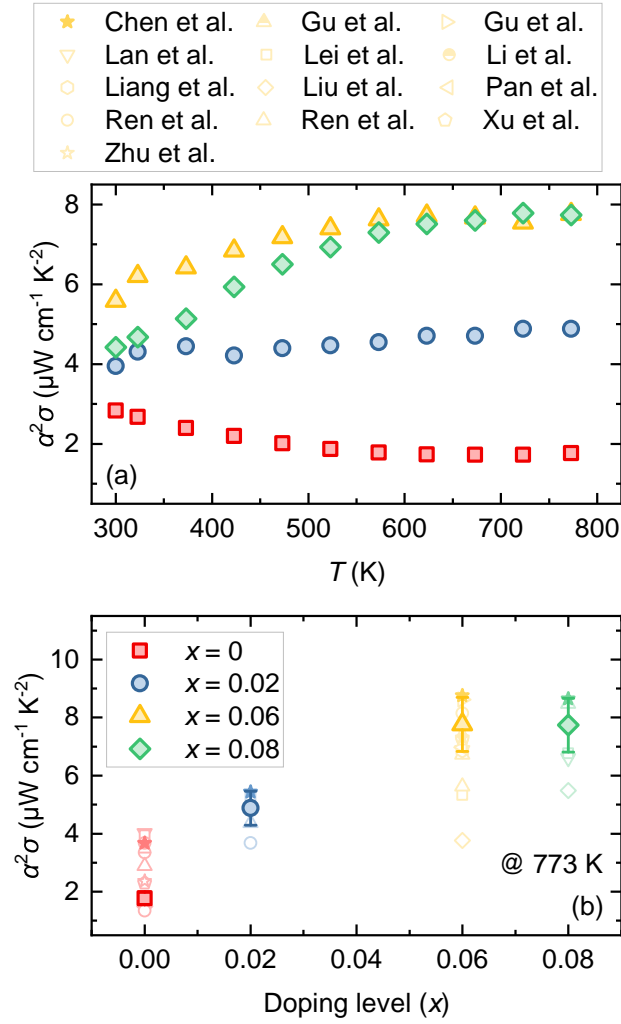 Chen et al. Gu et al. Gu et al.
Lan et al. Lei et al. Li et al.
Liang et al. Liu et al. Pan et al.
Ren et al. Ren et al. Xu et al.
Zhu et al.
8
6
4
2
α²σ (µW cm⁻¹ K⁻²)
(a)
300 400 500 600 700 800
T (K)
10
8
6
4
2
α²σ (µW cm⁻¹ K⁻²)
x = 0
x = 0.02
x = 0.06
x = 0.08
@ 773 K
(b)
0.00 0.02 0.04 0.06 0.08
Doping level (x)